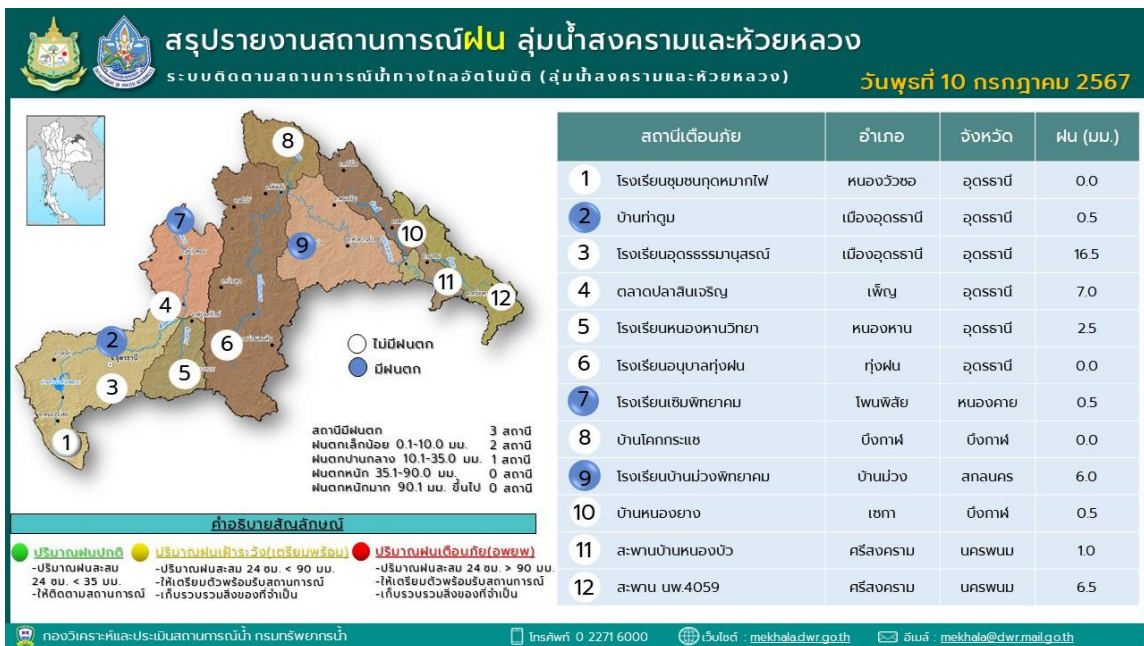 สรุปรายงานสถานการณ์ฝน ลุ่มน้ำสงครามและห้วยหลวง
ระบบติดตามสถานการณ์น้ำทางไกลอัตโนมัติ (ลุ่มน้ำสงครามและห้วยหลวง)
วันพุธที่ 10 กรกฎาคม 2567
8
7
9
10
11
12
4
2
6
5
3
1
ไม่มีฝนตก
มีฝนตก
สถานีมีฝนตก 3 สถานี
ฝนตกเล็กน้อย 0.1-10.0 มม. 2 สถานี
ฝนตกปานกลาง 10.1-35.0 มม. 1 สถานี
ฝนตกหนัก 35.1-90.0 มม. 0 สถานี
ฝนตกหนักมาก 90.1 มม. ขึ้นไป 0 สถานี
คำอธิบายสัณลักษณ์
ปริมาณฝนปกติ
-ปริมาณฝนสะสม
24 ชม. < 35 มม.
-ให้ติดตามสถานการณ์
ปริมาณฝนเฝ้าระวัง(เตรียมพร้อม)
-ปริมาณฝนสะสม 24 ชม. < 90 มม.
-ให้เตรียมตัวพร้อมรับสถานการณ์
-เก็บรวบรวมสิ่งของที่จำเป็น
ปริมาณฝนเตือนภัย(อพยพ)
-ปริมาณฝนสะสม 24 ชม. > 90 มม.
-ให้เตรียมตัวพร้อมรับสถานการณ์
-เก็บรวบรวมสิ่งของที่จำเป็น
สถานีเตือนภัย อำเภอ จังหวัด ฝน (มม.)
1 โรงเรียนชุมชนกุดหมากไฟ หนองวัวซอ อุดรธานี 0.0
2 บ้านท่าตูม เมืองอุดรธานี อุดรธานี 0.5
3 โรงเรียนอุดรธรรมานุสรณ์ เมืองอุดรธานี อุดรธานี 16.5
4 ตลาดปลาสินเจริญ เพ็ญ อุดรธานี 7.0
5 โรงเรียนหนองหานวิทยา หนองหาน อุดรธานี 2.5
6 โรงเรียนอนุบาลทุ่งฝน ทุ่งฝน อุดรธานี 0.0
7 โรงเรียนเซิมพิทยาคม โพนพิสัย หนองคาย 0.5
8 บ้านโคกกระแซ บึงกาฬ บึงกาฬ 0.0
9 โรงเรียนบ้านม่วงพิทยาคม บ้านม่วง สกลนคร 6.0
10 บ้านหนองยาง เซกา บึงกาฬ 0.5
11 สะพานบ้านหนองบัว ศรีสงคราม นครพนม 1.0
12 สะพาน นพ.4059 ศรีสงคราม นครพนม 6.5
กองวิเคราะห์และประเมินสถานการณ์น้ำ กรมทรัพยากรน้ำ โทรศัพท์ 0 2271 6000 เว็บไซต์ : mekhala.dwr.go.th อีเมล์ : mekhala@dwr.mail.go.th